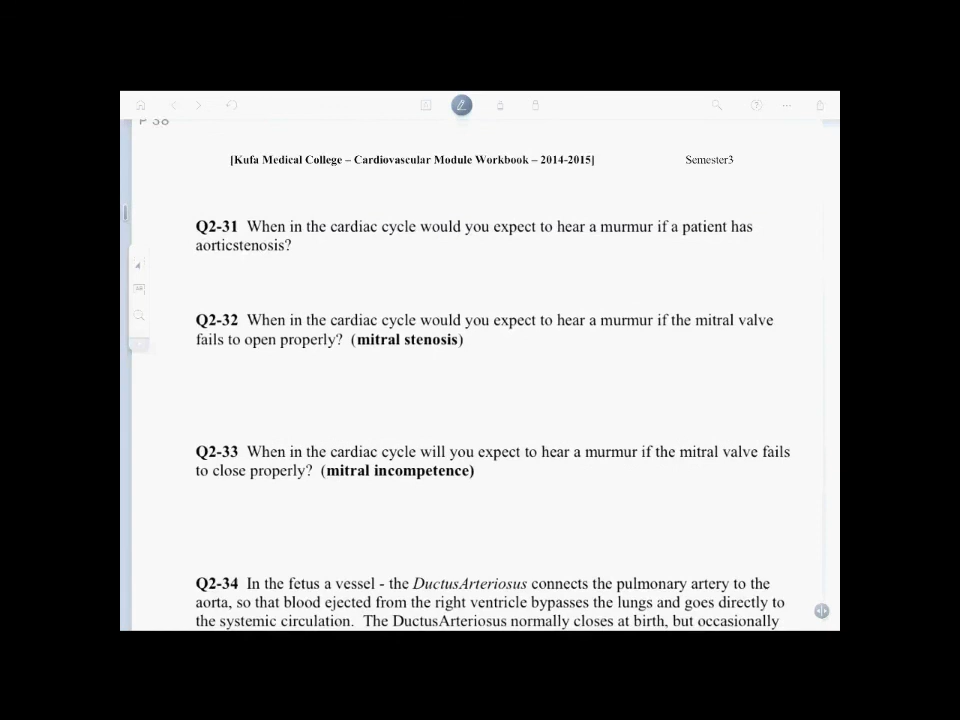 P 38
[Kufa Medical College – Cardiovascular Module Workbook – 2014-2015] Semester3
Q2-31 When in the cardiac cycle would you expect to hear a murmur if a patient has
aorticstenosis?
Q2-32 When in the cardiac cycle would you expect to hear a murmur if the mitral valve
fails to open properly? (mitral stenosis)
Q2-33 When in the cardiac cycle will you expect to hear a murmur if the mitral valve fails
to close properly? (mitral incompetence)
Q2-34 In the fetus a vessel - the DuctusArteriosus connects the pulmonary artery to the
aorta, so that blood ejected from the right ventricle bypasses the lungs and goes directly to
the systemic circulation. The DuctusArteriosus normally closes at birth, but occasionally